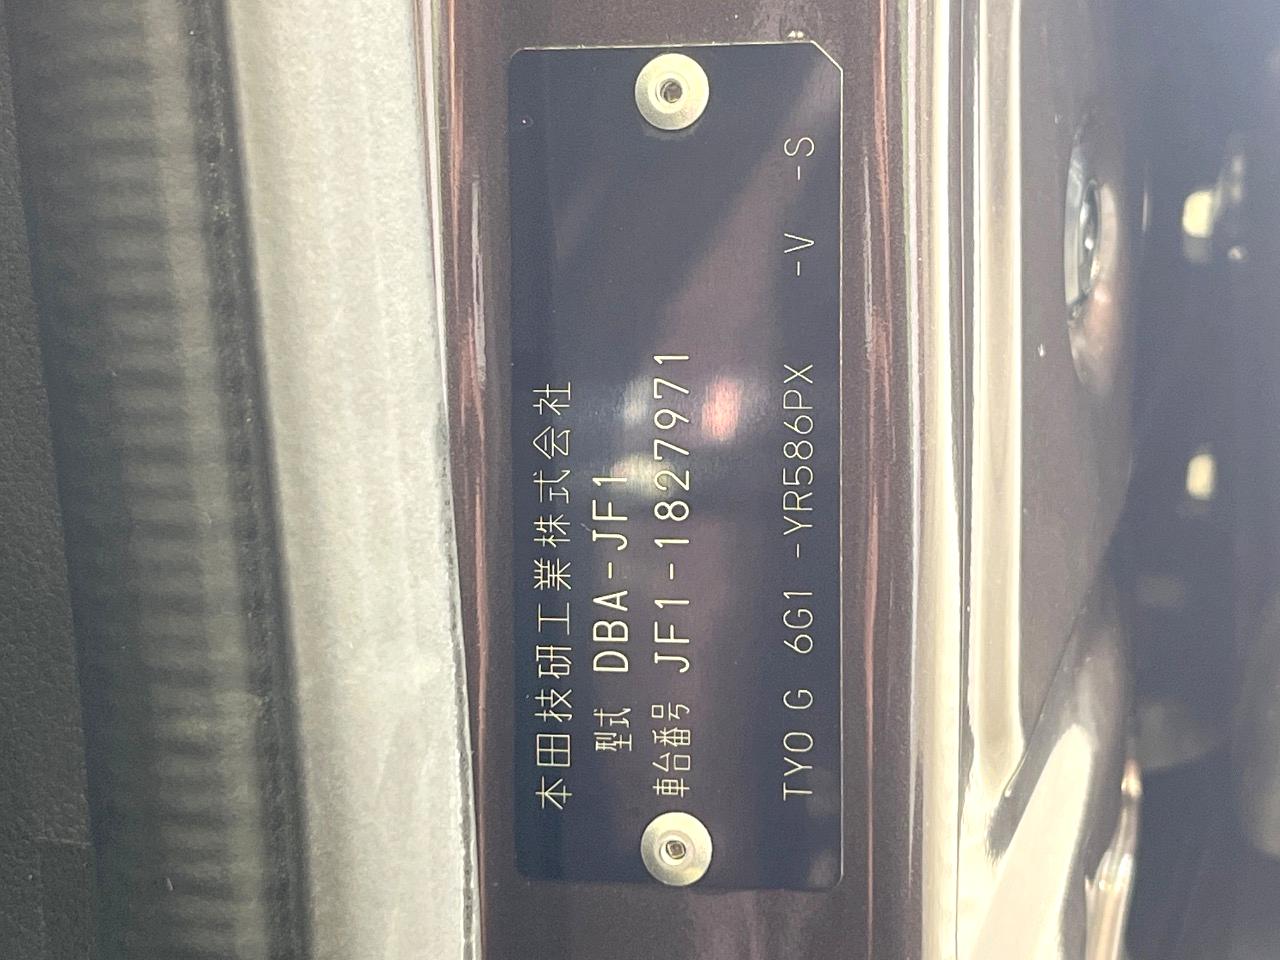 本田技研工業株式会社
型式 DBA-JF1
車台番号 JF1-1827971
TY0 G 6G1 -YR586PX -V -S